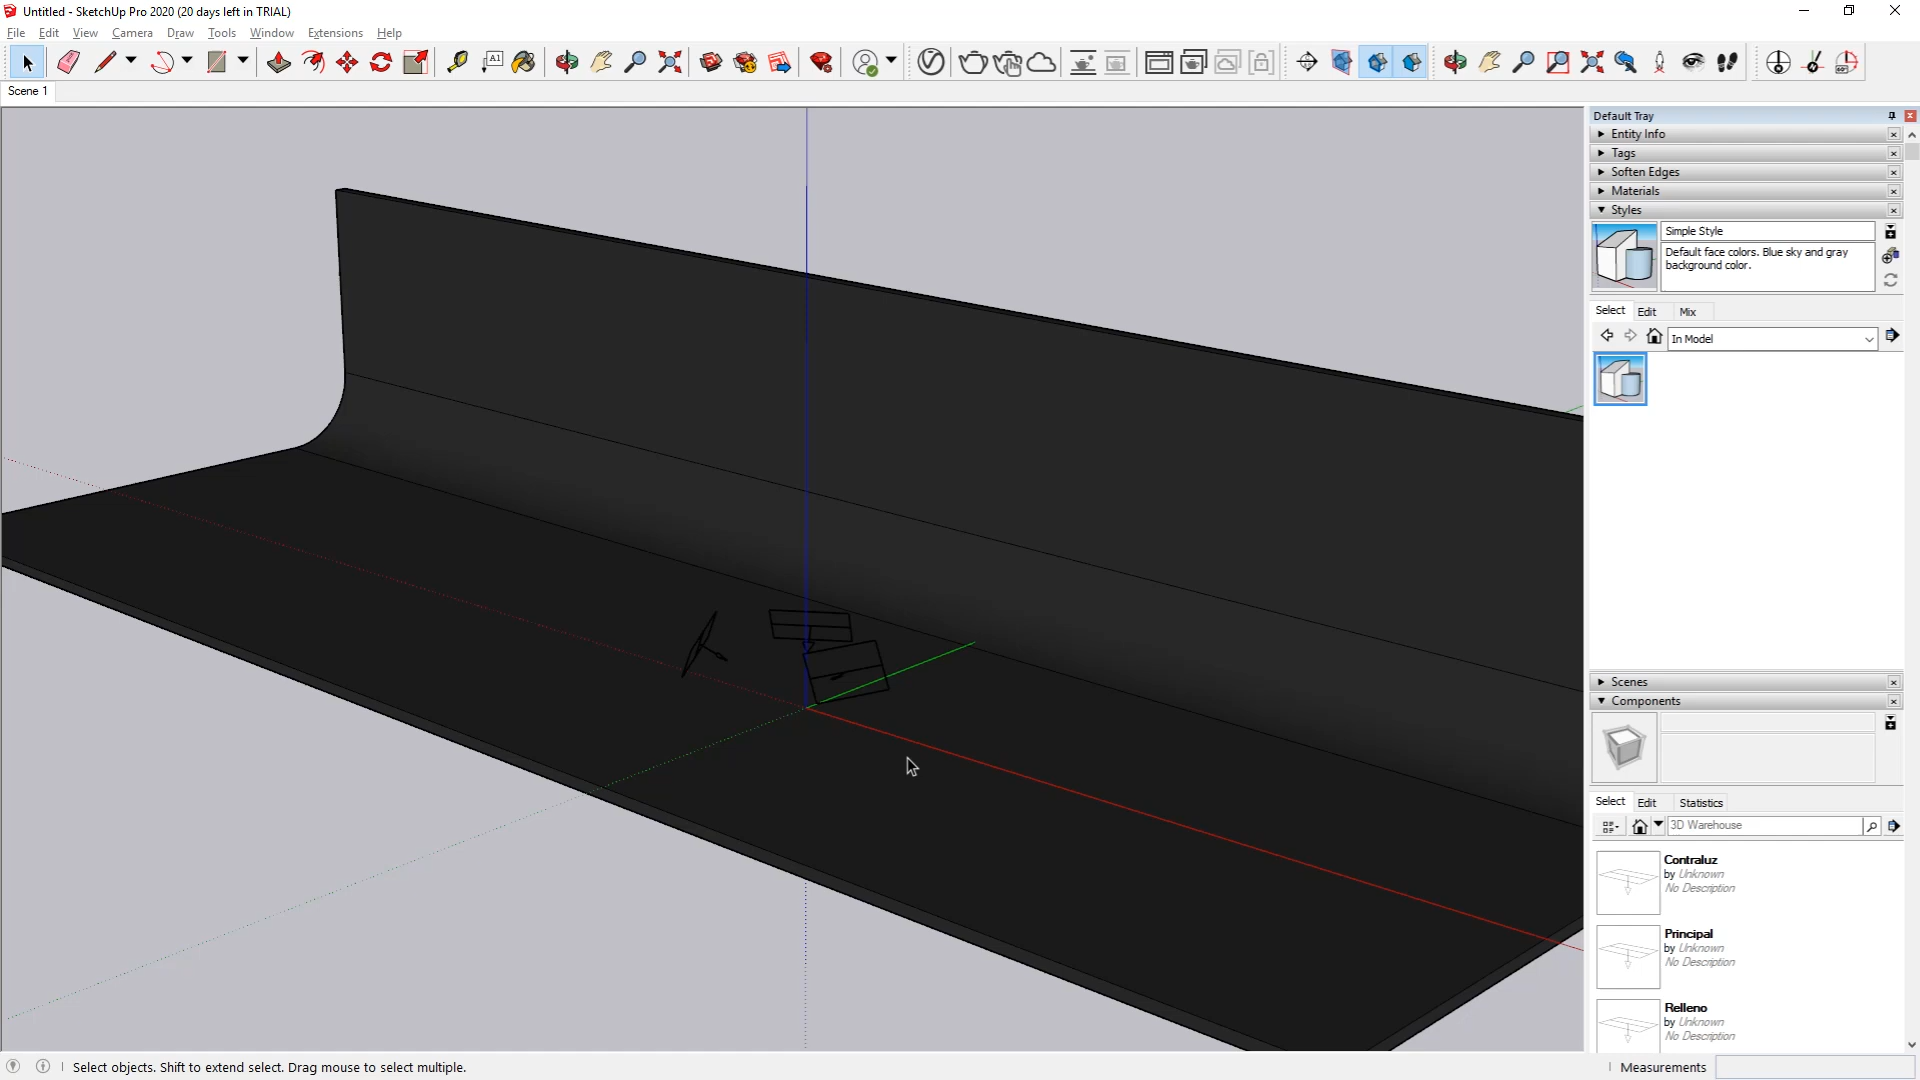 Untitled - SketchUp Pro 2020 (20 days left in TRIAL)
File Edit View Camera Draw Tools Window Extensions Help
A1
Scene 1
Default Tray
Entity Info
Tags
Soften Edges
Materials
Styles
Simple Style
Default face colors. Blue sky and gray
background color.
Select Edit Mix
In Model
Scenes
Components
Select Edit Statistics
3D Warehouse
Contraluz
by Unknown
No Description
Principal
by Unknown
No Description
Relleno
by Unknown
No Description
Select objects. Shift to extend select. Drag mouse to select multiple.
Measurements